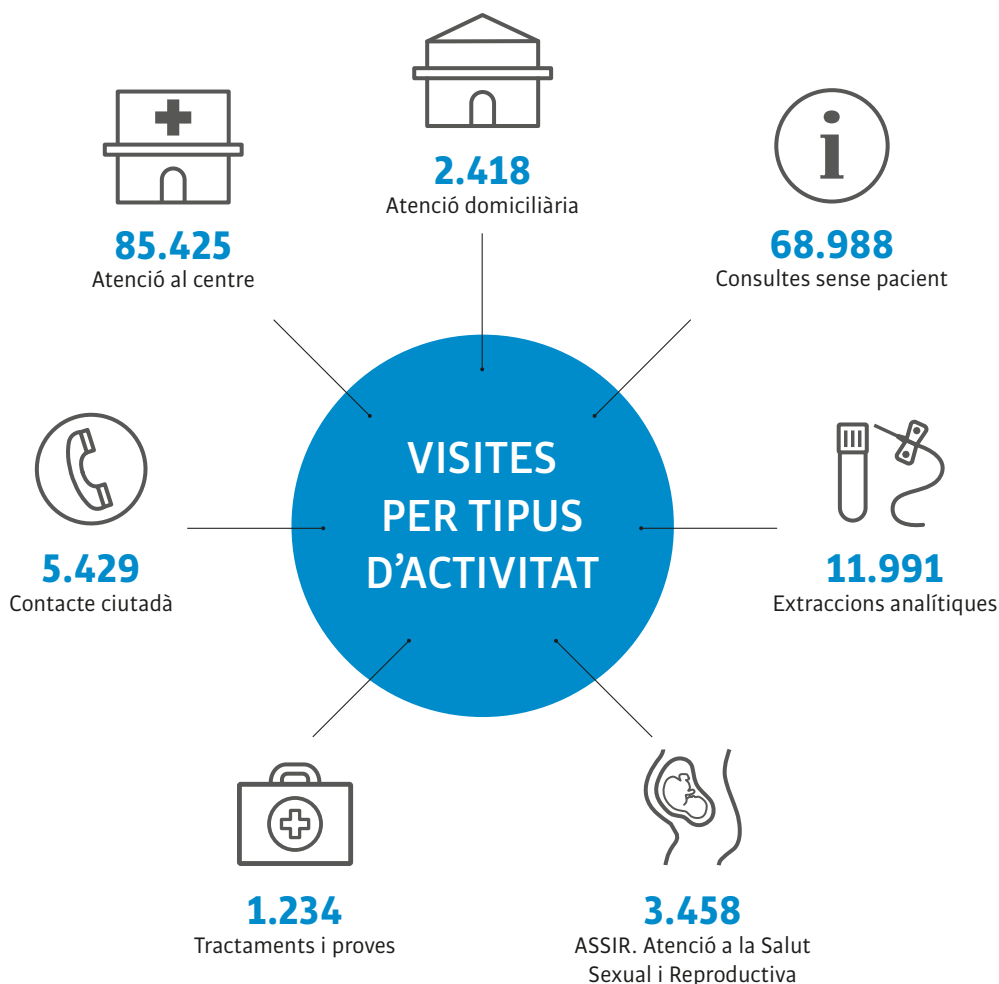 2.418
Atenció domiciliària
85.425
Atenció al centre
68.988
Consultes sense pacient
VISITES
PER TIPUS
D’ACTIVITAT
5.429
Contacte ciutadà
11.991
Extraccions analítiques
1.234
Tractaments i proves
3.458
ASSIR. Atenció a la Salut
Sexual i Reproductiva